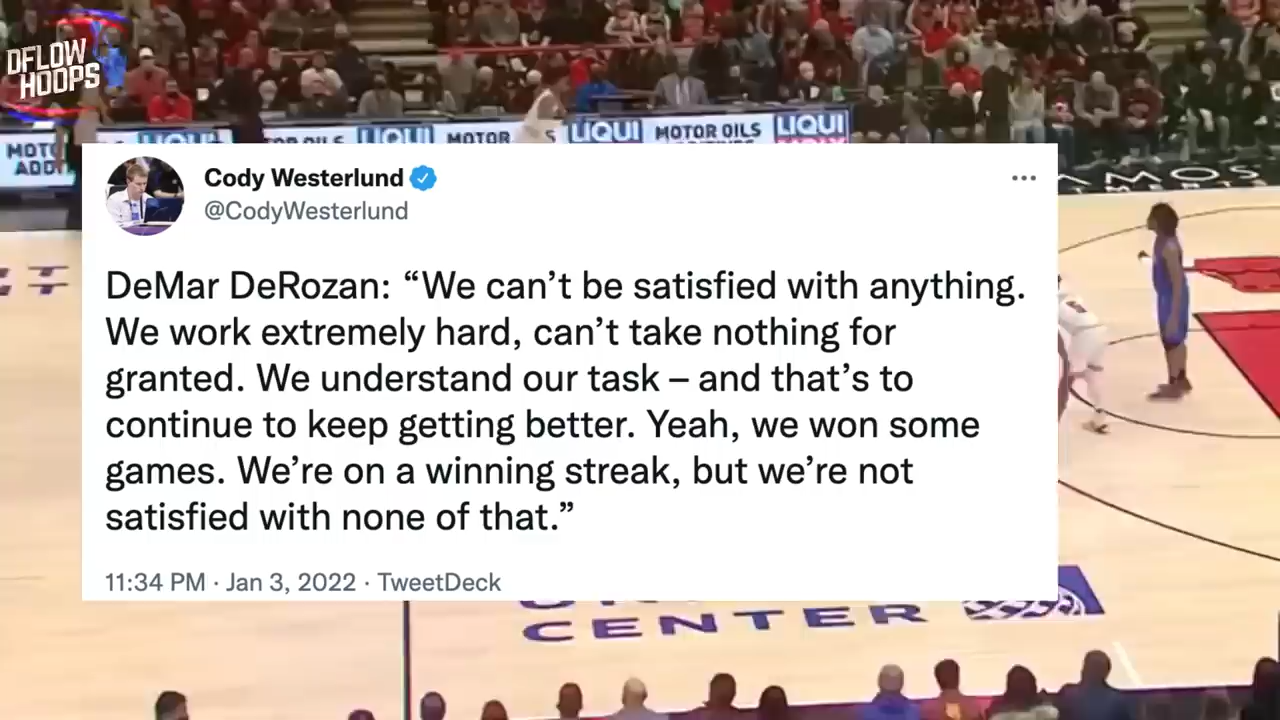 DFLOW
HOOPS
MOTOR
LIQUI
MOTOR
LIQUI
MOTOR OILS
LIQUI
Cody Westerlund
@CodyWesterlund
DeMar DeRozan: “We can’t be satisfied with anything.
We work extremely hard, can’t take nothing for
granted. We understand our task – and that’s to
continue to keep getting better. Yeah, we won some
games. We’re on a winning streak, but we’re not
satisfied with none of that.”
11:34 PM · Jan 3, 2022 · TweetDeck
CENTER